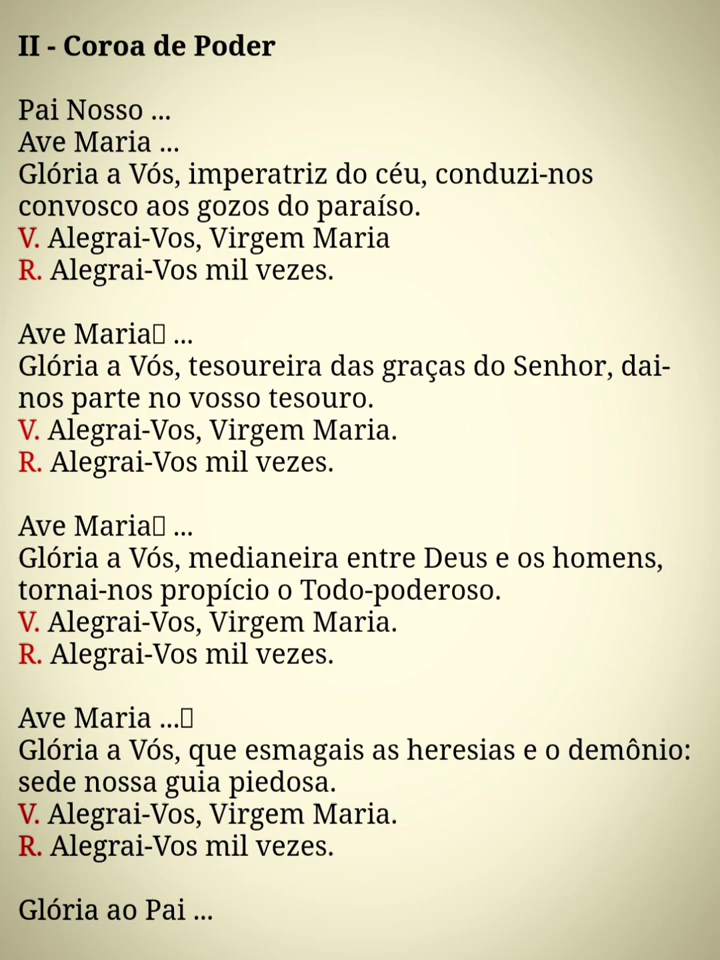 II - Coroa de Poder
Pai Nosso ...
Ave Maria ...
Glória a Vós, imperatriz do céu, conduzi-nos
convosco aos gozos do paraíso.
V. Alegrai-Vos, Virgem Maria
R. Alegrai-Vos mil vezes.
Ave Maria▯ ...
Glória a Vós, tesoureira das graças do Senhor, dai-
nos parte no vosso tesouro.
V. Alegrai-Vos, Virgem Maria.
R. Alegrai-Vos mil vezes.
Ave Maria▯ ...
Glória a Vós, medianeira entre Deus e os homens,
tornai-nos propício o Todo-poderoso.
V. Alegrai-Vos, Virgem Maria.
R. Alegrai-Vos mil vezes.
Ave Maria ...▯
Glória a Vós, que esmagais as heresias e o demônio:
sede nossa guia piedosa.
V. Alegrai-Vos, Virgem Maria.
R. Alegrai-Vos mil vezes.
Glória ao Pai ...